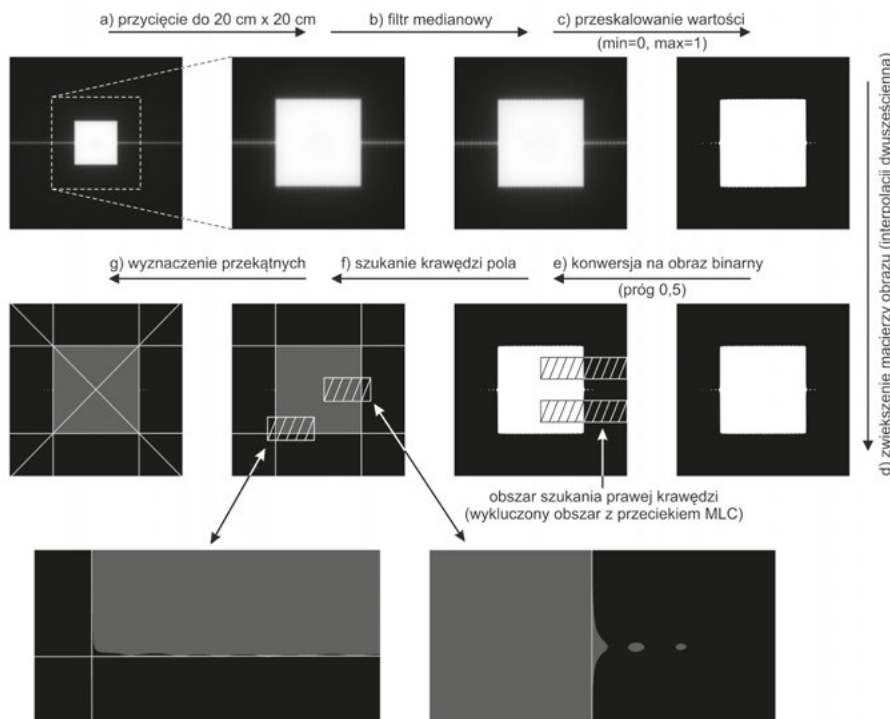 a) przycięcie do 20 cm x 20 cm
b) filtr medianowy
c) przeskalowanie wartości
(min=0, max=1)
d) zwiększenie macierzy obrazu (interpolacji dwusześcienna)
g) wyznaczenie przekątnych
f) szukanie krawędzi pola
e) konwersja na obraz binarny
(próg 0,5)
obszar szukania prawej krawędzi
(wykluczony obszar z przeciekiem MLC)